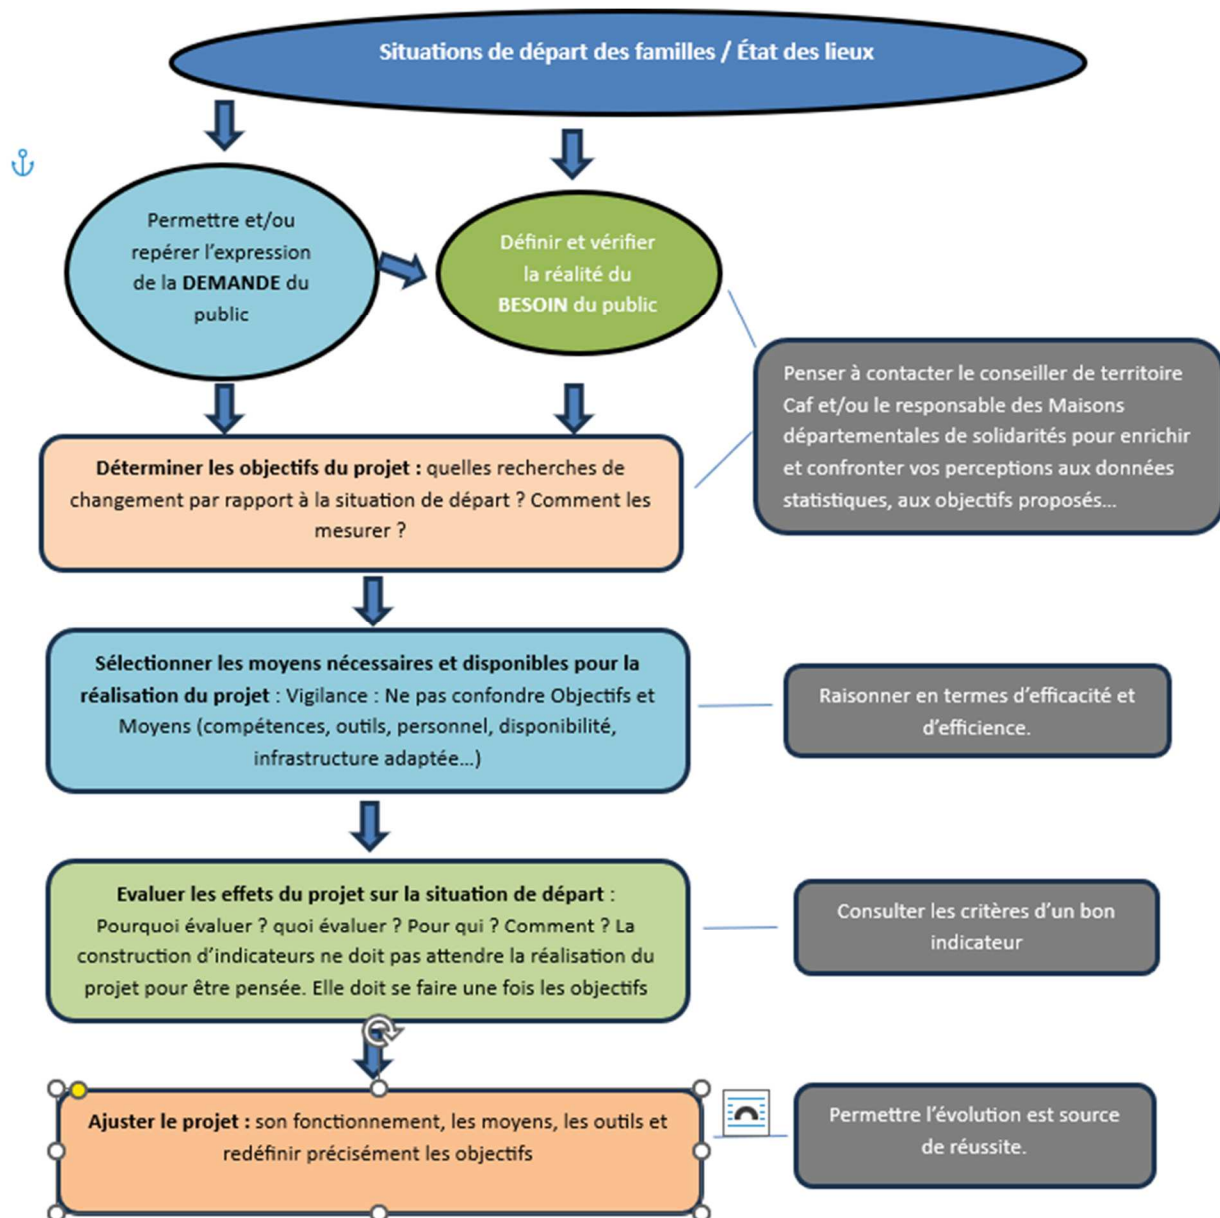 Situations de départ des familles / État des lieux
Permettre et/ou
repérer l’expression
de la DEMANDE du
public
Définir et vérifier
la réalité du
BESOIN du public
Penser à contacter le conseiller de territoire
Caf et/ou le responsable des Maisons
départementales de solidarités pour enrichir
et confronter vos perceptions aux données
statistiques, aux objectifs proposés...
Déterminer les objectifs du projet : quelles recherches de
changement par rapport à la situation de départ ? Comment les
mesurer ?
Sélectionner les moyens nécessaires et disponibles pour la
réalisation du projet : Vigilance : Ne pas confondre Objectifs et
Moyens (compétences, outils, personnel, disponibilité,
infrastructure adaptée...)
Raisonner en termes d’efficacité et
d’efficience.
Evaluer les effets du projet sur la situation de départ :
Pourquoi évaluer ? quoi évaluer ? Pour qui ? Comment ? La
construction d’indicateurs ne doit pas attendre la réalisation du
projet pour être pensée. Elle doit se faire une fois les objectifs
Consulter les critères d’un bon
indicateur
Ajuster le projet : son fonctionnement, les moyens, les outils et
redéfinir précisément les objectifs
Permettre l’évolution est source
de réussite.